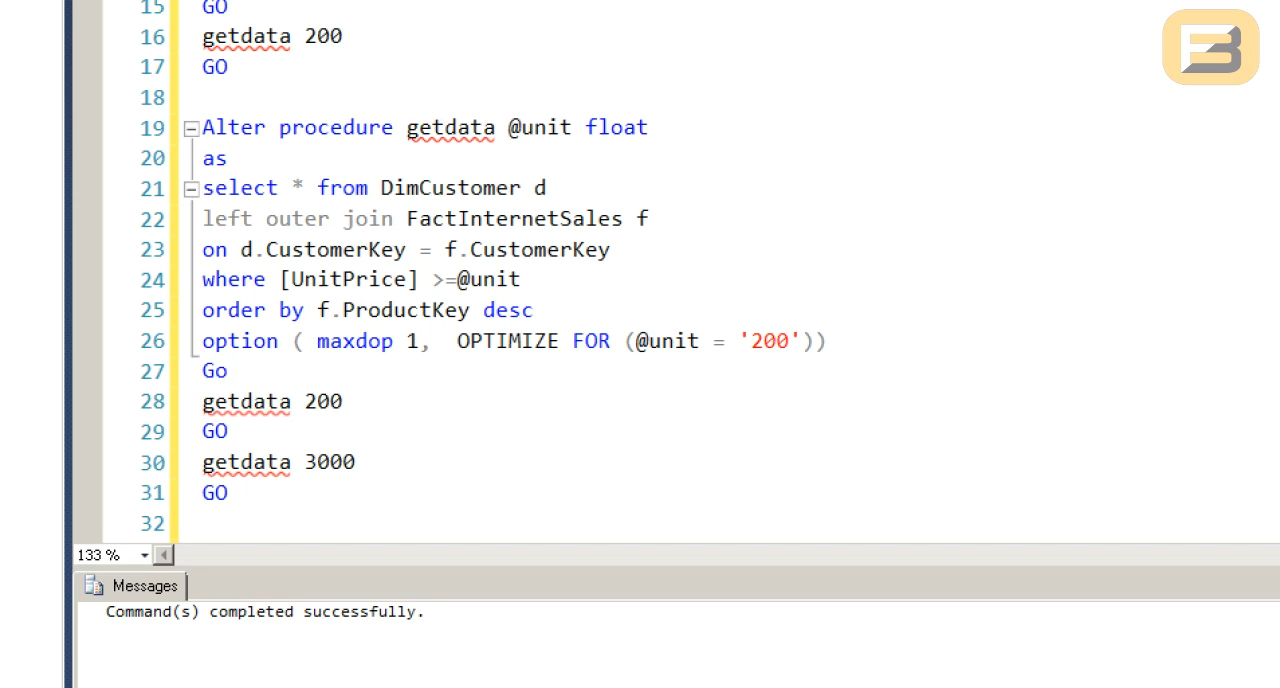 15 GO
16 getdata 200
17 GO
18
19 Alter procedure getdata @unit float
20 as
21 select * from DimCustomer d
22 left outer join FactInternetSales f
23 on d.CustomerKey = f.CustomerKey
24 where [UnitPrice] >=@unit
25 order by f.ProductKey desc
26 option ( maxdop 1,  OPTIMIZE FOR (@unit = '200'))
27 Go
28 getdata 200
29 GO
30 getdata 3000
31 GO
32
133 %
Messages
Command(s) completed successfully.